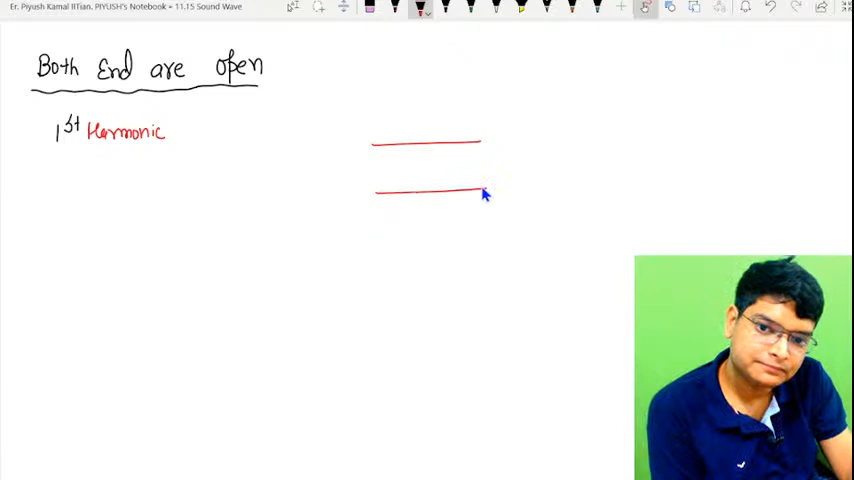 Er. Piyush Kamal IITian. PIYUSH's Notebook » 11.15 Sound Wave
Both End are open
1st Harmonic